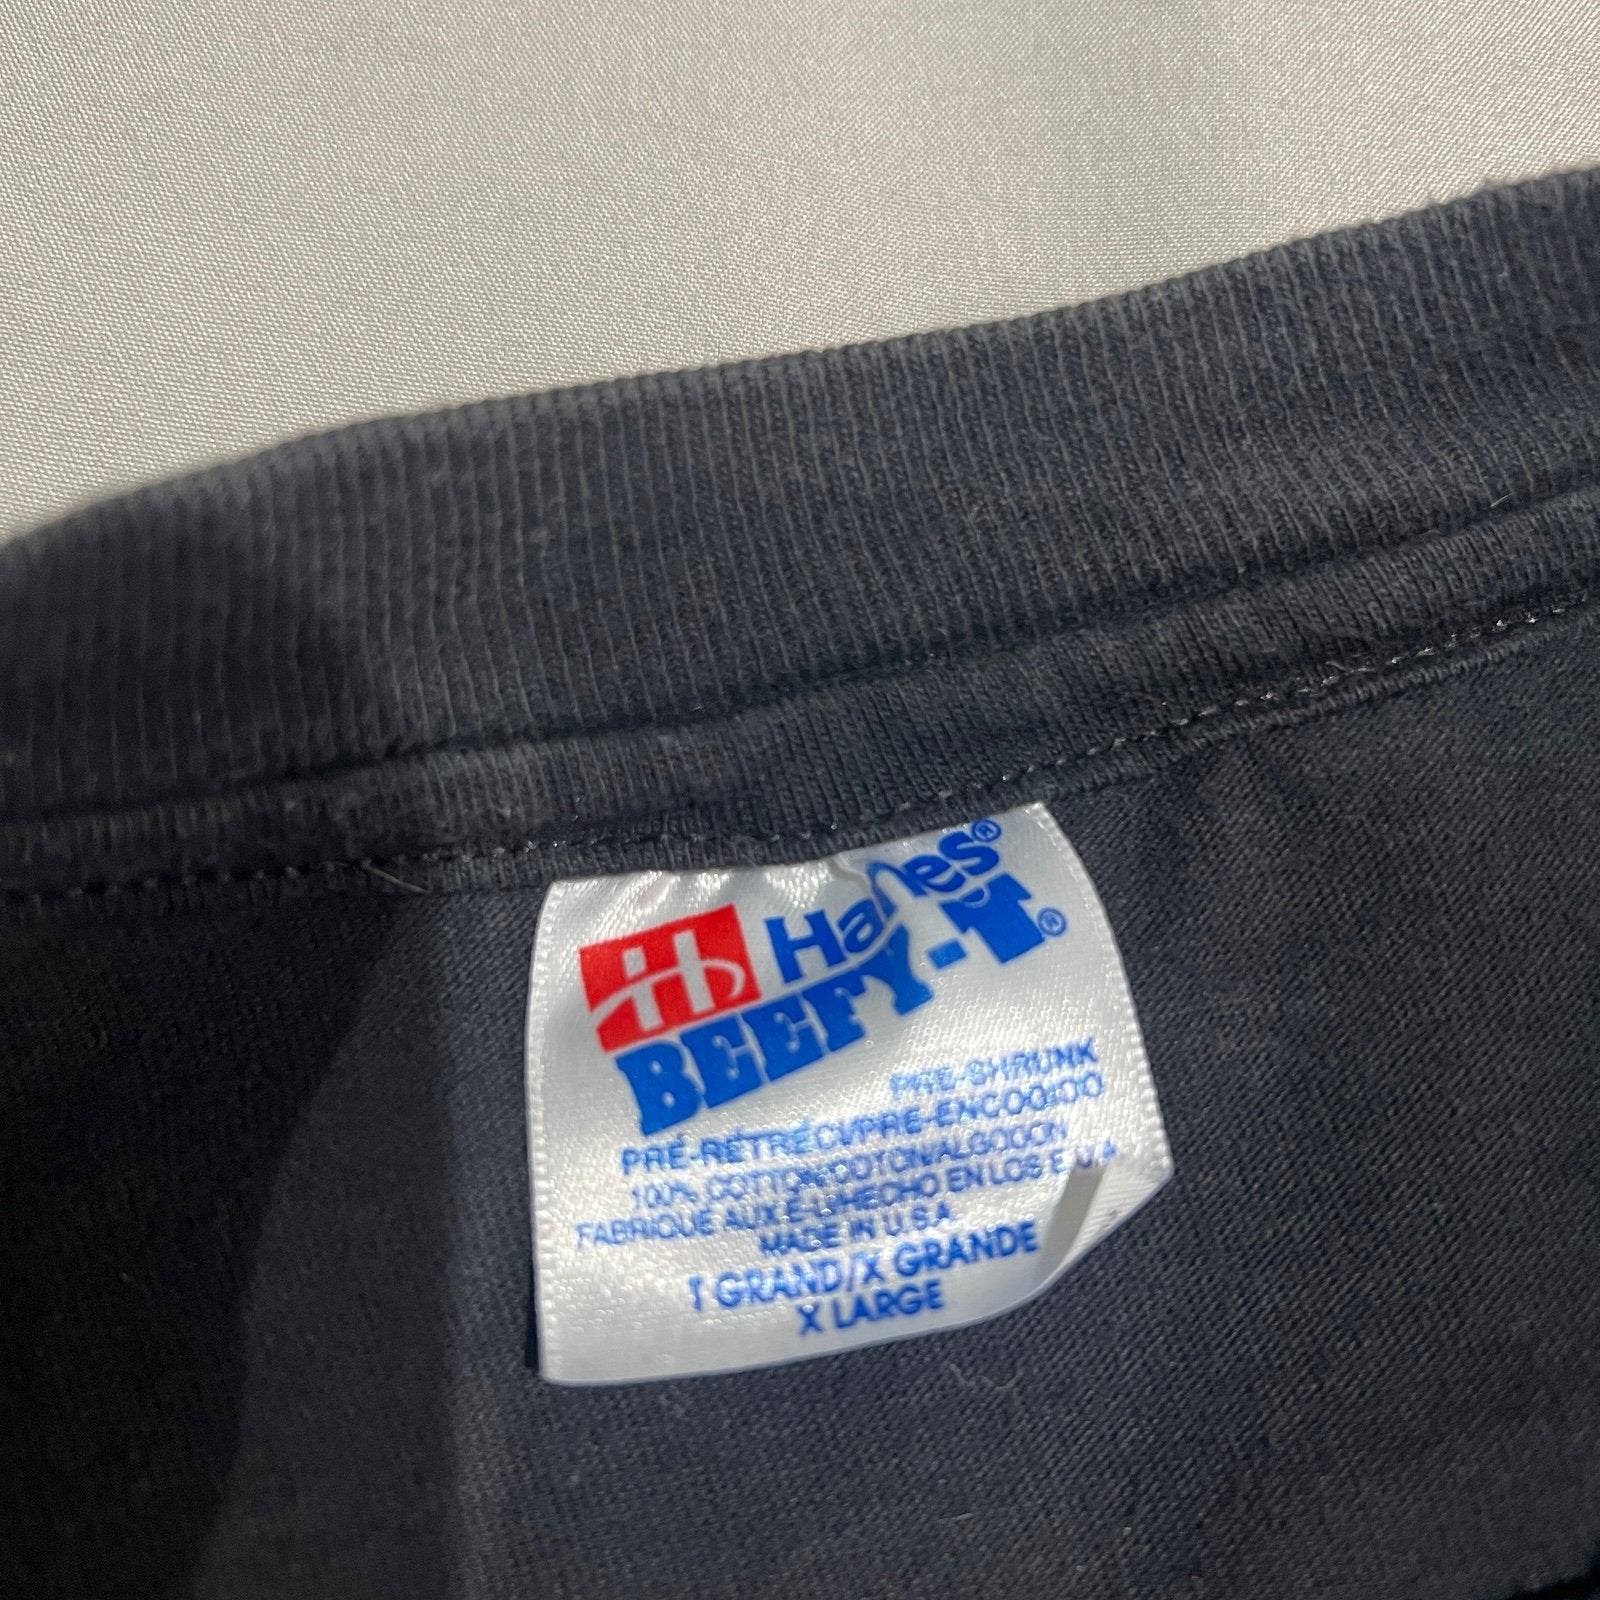 Hanes®
BEEFY-T®
PRE-SHRUNK
PRÉ-RÉTRÉCI/PRE-ENCOGIDO
100% COTTON/COTON/ALGODON
FABRIQUÉ AUX É-U/HECHO EN LOS E.U.A.
MADE IN U.S.A.
T GRAND/X GRANDE
X LARGE